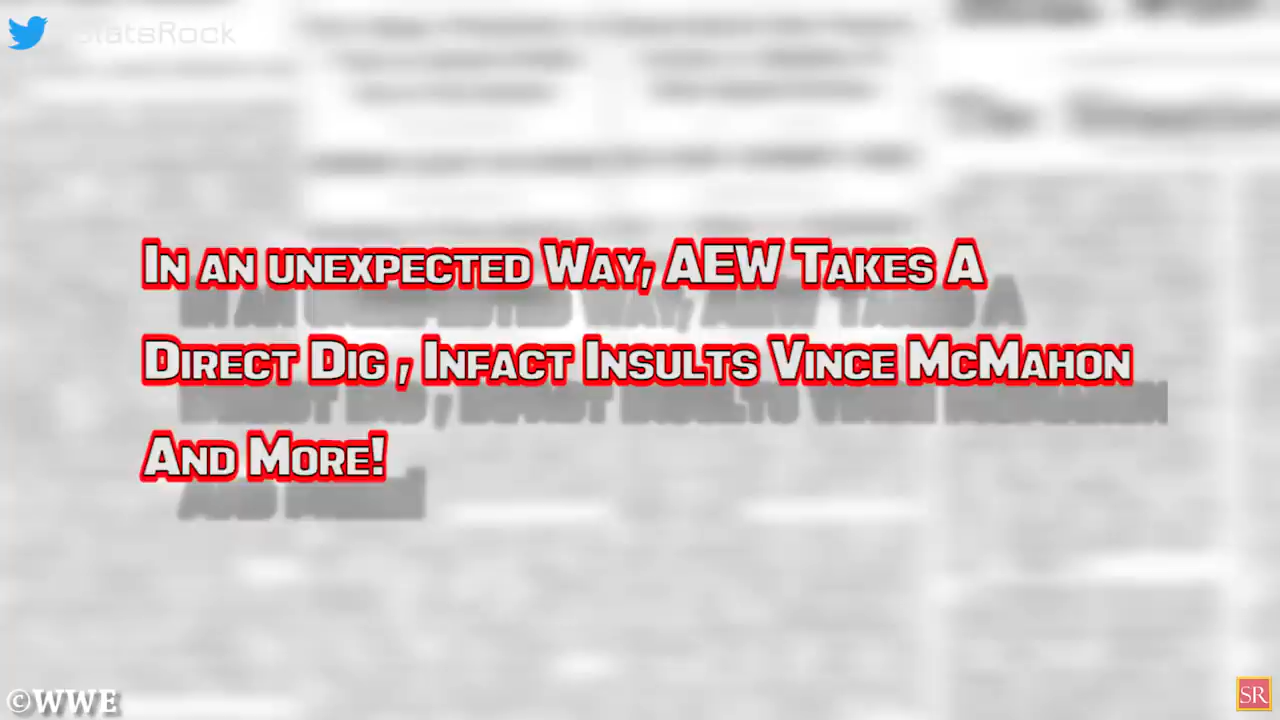 StatsRock
In an unexpected Way, AEW Takes A
Direct Dig , Infact Insults Vince McMahon
And More!
©WWE
SR